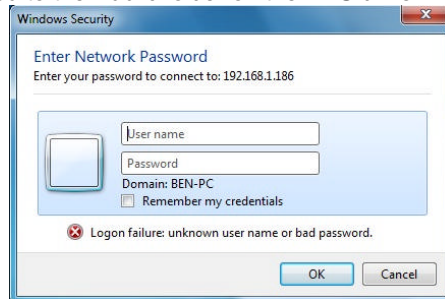 Windows Security
Enter Network Password
Enter your password to connect to: 192.168.1.186
User name
Password
Domain: BEN-PC
Remember my credentials
Logon failure: unknown user name or bad password.
OK
Cancel